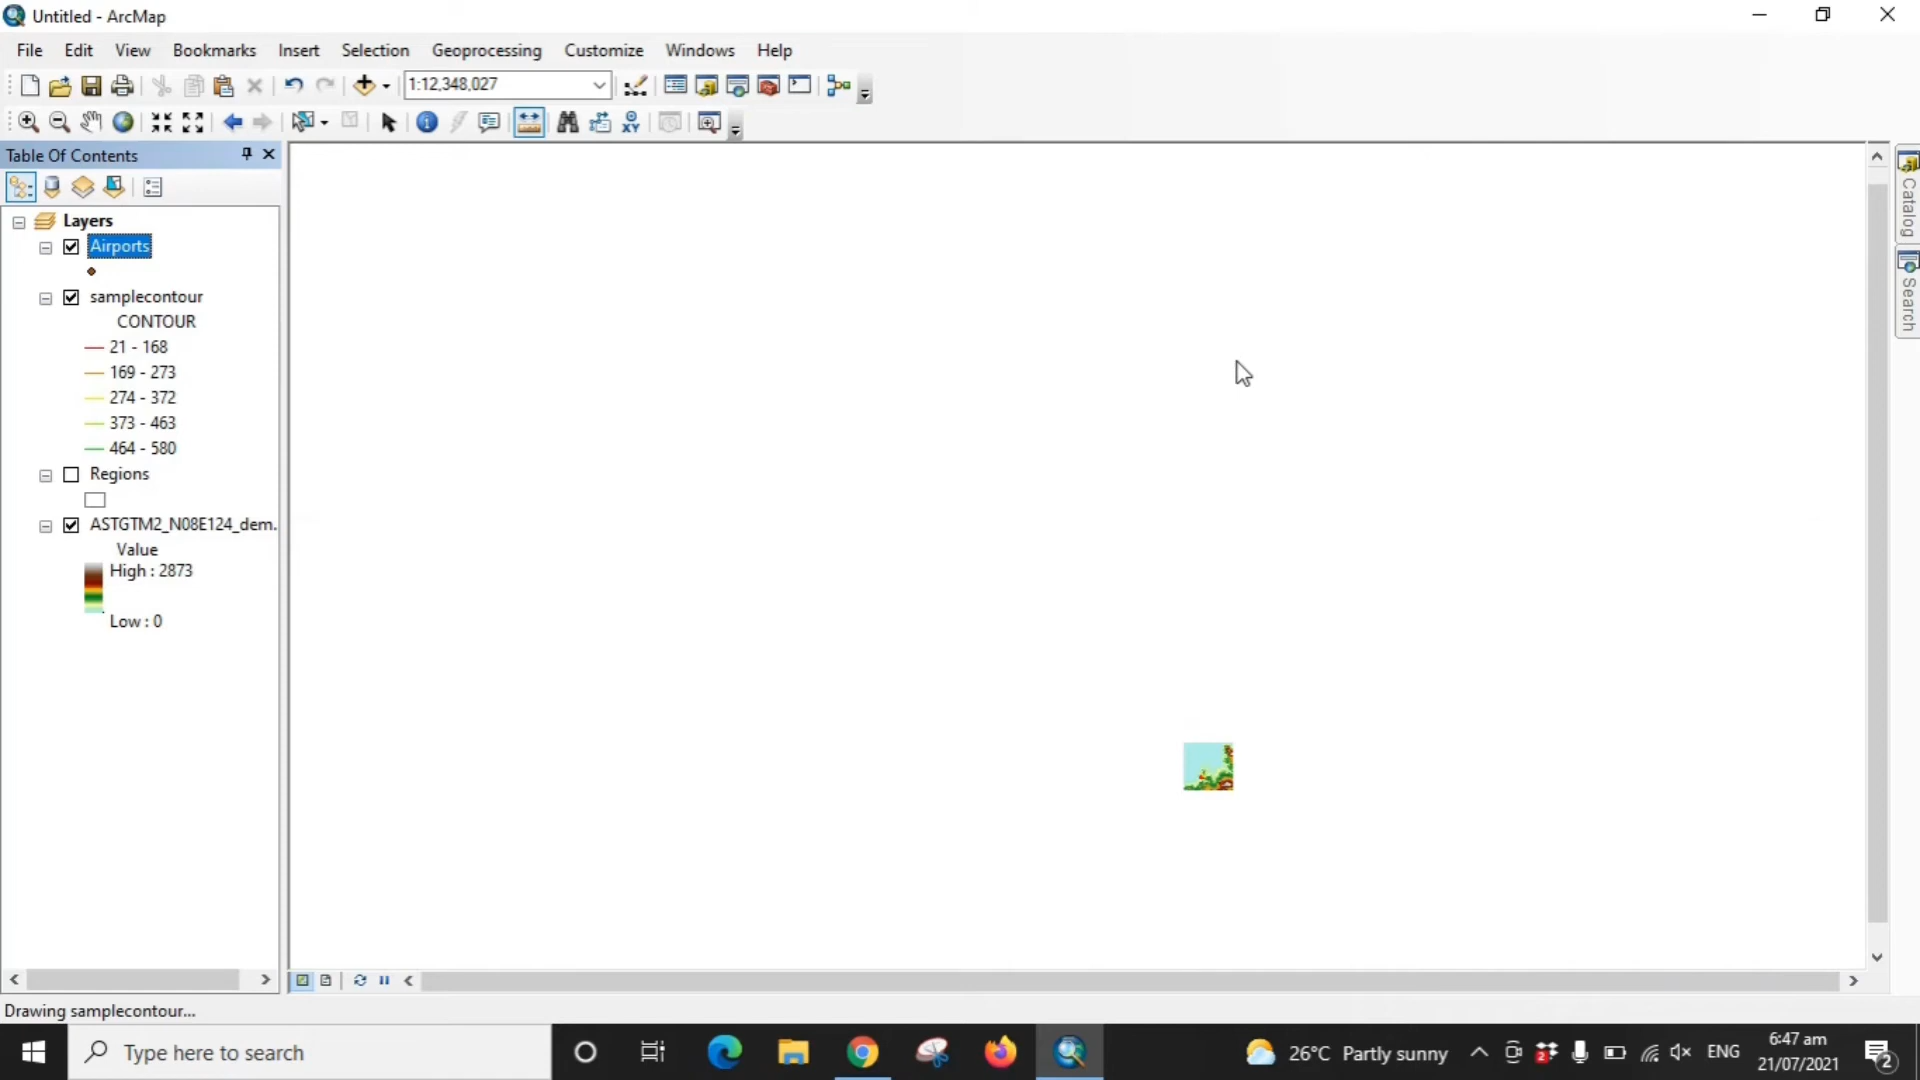 Untitled - ArcMap
File Edit View Bookmarks Insert Selection Geoprocessing Customize Windows Help
1:12,348,027
XY
Table Of Contents
Layers
Airports
samplecontour
CONTOUR
21 - 168
169 - 273
274 - 372
373 - 463
464 - 580
Regions
ASTGTM2_N08E124_dem.
Value
High : 2873
Low : 0
Catalog
Search
Drawing samplecontour...
Type here to search
26°C Partly sunny
2
ENG
6:47 am
21/07/2021
2